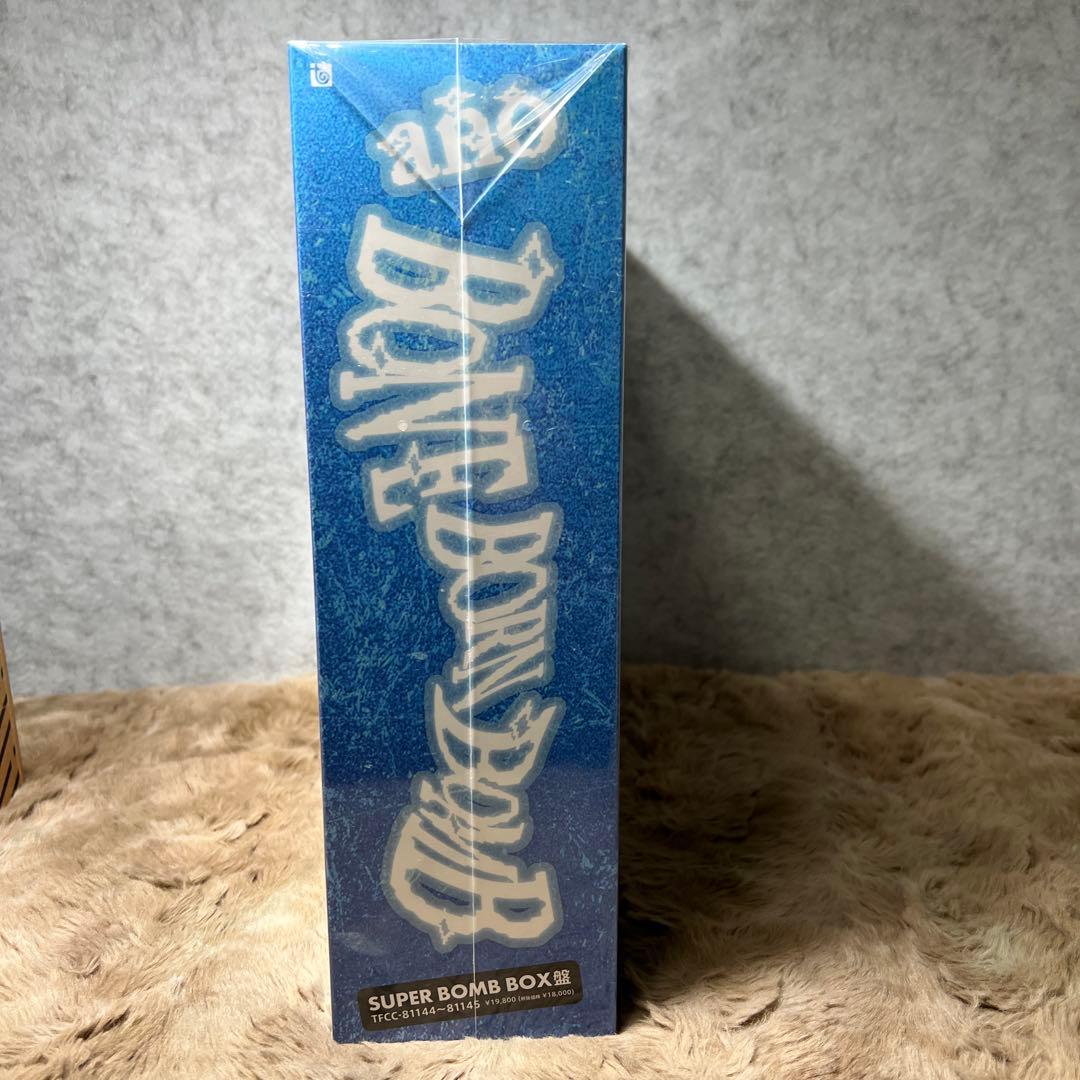 año
BONE BORN BOMB
SUPER BOMB BOX盤
TFCC-81144~81145 ¥19,800 (税抜価格 ¥18,000)